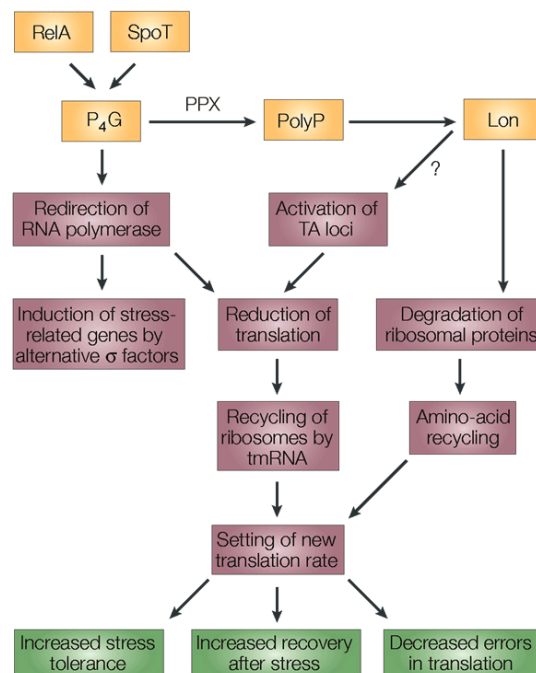 RelA
SpoT
P₄G
PPX
PolyP
Lon
?
Redirection of
RNA polymerase
Activation of
TA loci
Induction of stress-
related genes by
alternative σ factors
Reduction of
translation
Degradation of
ribosomal proteins
Recycling of
ribosomes by
tmRNA
Amino-acid
recycling
Setting of new
translation rate
Increased stress
tolerance
Increased recovery
after stress
Decreased errors
in translation